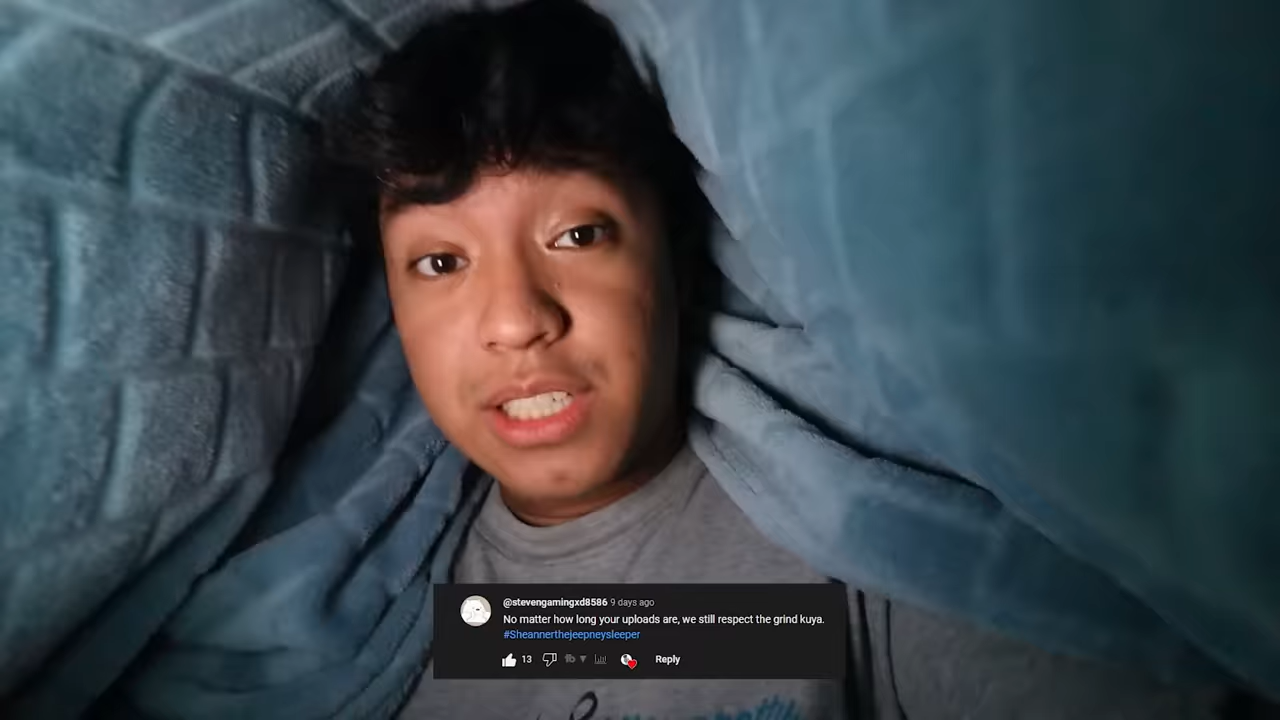 @stevengamingxd8586 9 days ago
No matter how long your uploads are, we still respect the grind kuya.
#Sheannerthejeepneysleeper
13
Reply